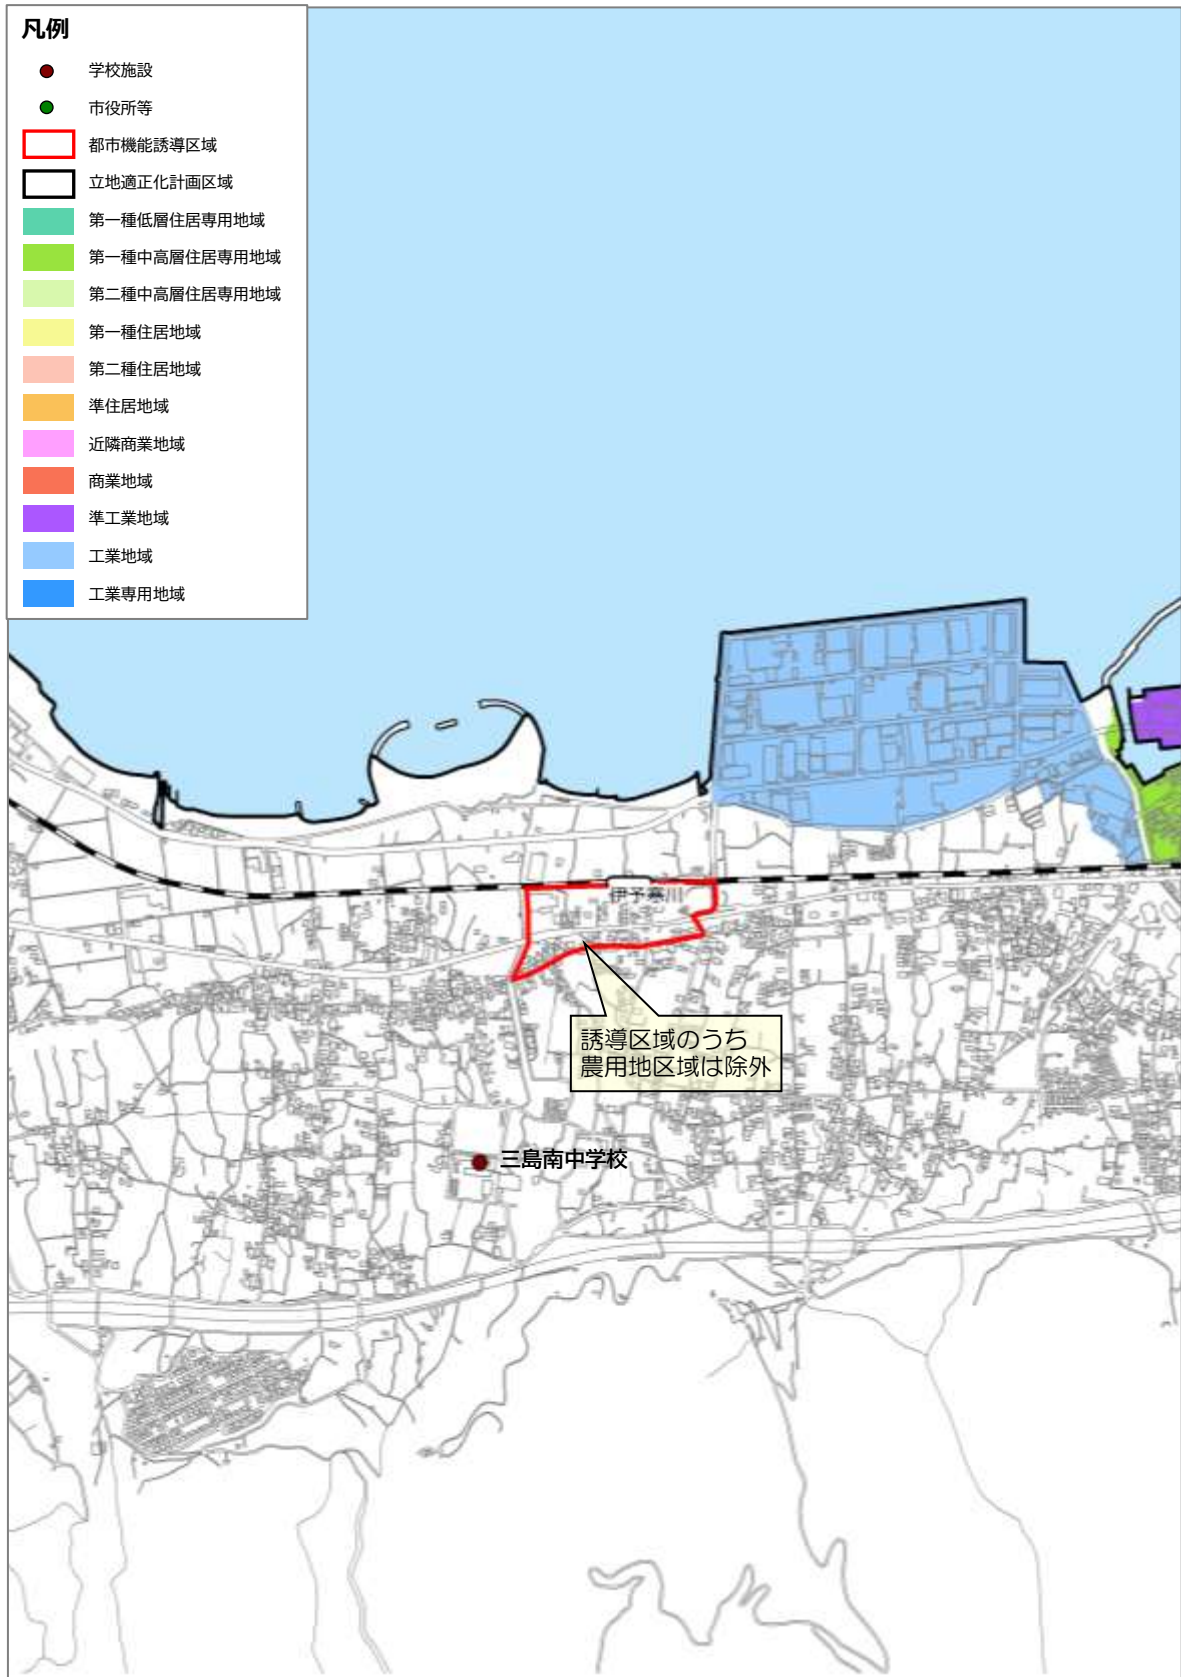 凡例
学校施設
市役所等
都市機能誘導区域
立地適正化計画区域
第一種低層住居専用地域
第一種中高層住居専用地域
第二種中高層住居専用地域
第一種住居地域
第二種住居地域
準住居地域
近隣商業地域
商業地域
準工業地域
工業地域
工業専用地域
伊予寒川
誘導区域のうち
農用地区域は除外
三島南中学校